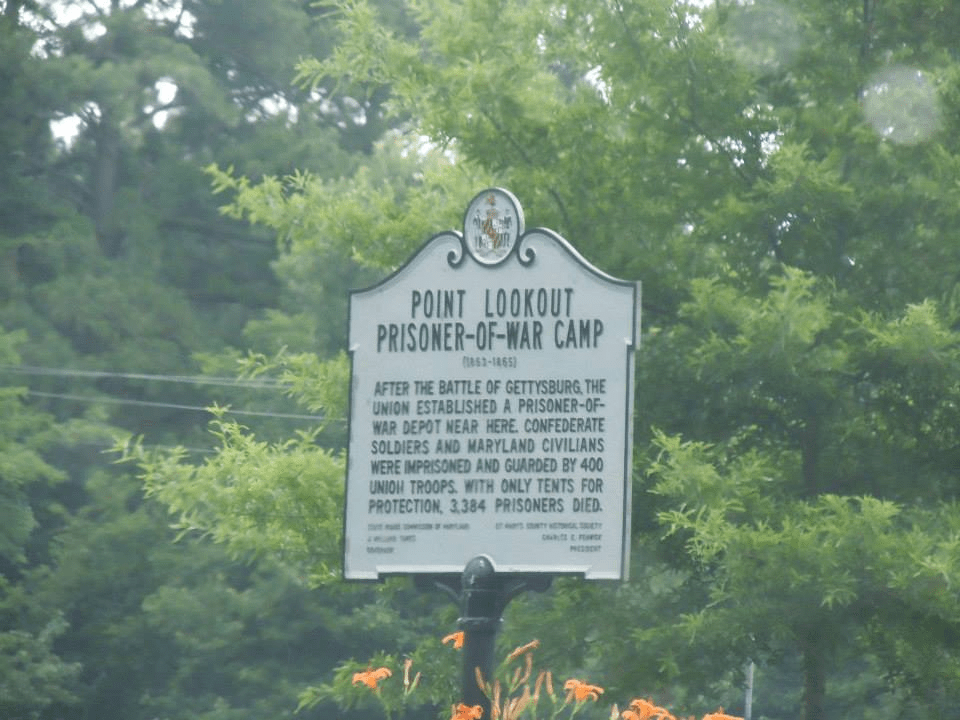 POINT LOOKOUT
PRISONER-OF-WAR CAMP
(1863-1865)
AFTER THE BATTLE OF GETTYSBURG, THE
UNION ESTABLISHED A PRISONER-OF-
WAR DEPOT NEAR HERE. CONFEDERATE
SOLDIERS AND MARYLAND CIVILIANS
WERE IMPRISONED AND GUARDED BY 400
UNION TROOPS. WITH ONLY TENTS FOR
PROTECTION, 3,384 PRISONERS DIED.
STATE ROADS COMMISSION OF MARYLAND
J MILLARD TAWES
GOVERNOR
ST MARY'S COUNTY HISTORICAL SOCIETY
CHARLES E. FENWICK
PRESIDENT